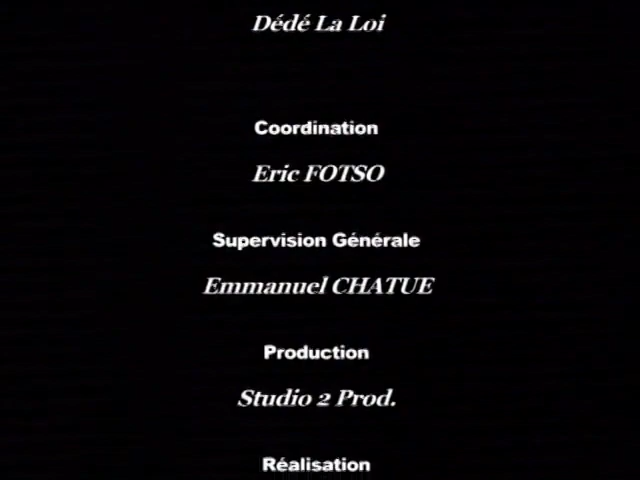 Dédé La Loi
Coordination
Eric FOTSO
Supervision Générale
Emmanuel CHATUE
Production
Studio 2 Prod.
Réalisation